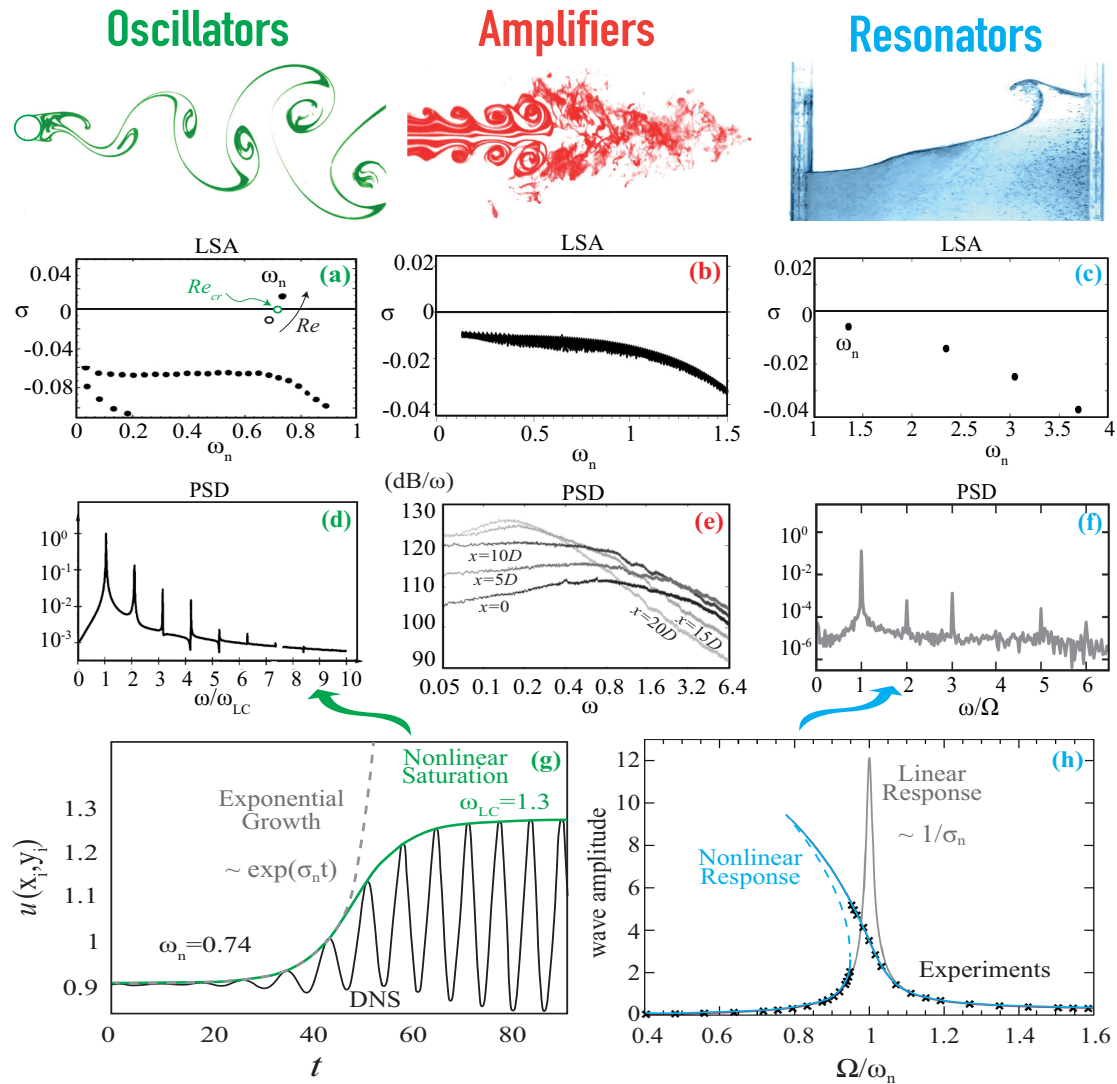 Oscillators Amplifiers Resonators
LSA LSA LSA
(a) (b) (c)
0.04 0 -0.04 -0.08
σ
Re_cr
ω_n
Re
0 0.2 0.4 0.6 0.8 1
ω_n
0.02 0 -0.02 -0.04
σ
0.5 1 1.5
ω_n
0.02 0 -0.02 -0.04
σ
ω_n
1 1.5 2 2.5 3 3.5 4
ω_n
PSD
(d)
10^0
10^-1
10^-2
10^-3
0 1 2 3 4 5 6 7 8 9 10
ω/ω_LC
(dB/ω)
PSD
(e)
130
120
110
100
90
x=10D
x=5D
x=0
x=20D
x=15D
0.05 0.1 0.2 0.4 0.8 1.6 3.2 6.4
ω
PSD
(f)
10^0
10^-2
10^-4
10^-6
0 1 2 3 4 5 6
ω/Ω
(g)
Nonlinear
Saturation
ω_LC=1.3
Exponential
Growth
~ exp(σ_n t)
ω_n=0.74
DNS
u(x_i,y_i)
1.3
1.2
1.1
1
0.9
0 20 40 60 80
t
(h)
Linear
Response
~ 1/σ_n
Nonlinear
Response
Experiments
wave amplitude
12
10
8
6
4
2
0
0.4 0.6 0.8 1 1.2 1.4 1.6
Ω/ω_n